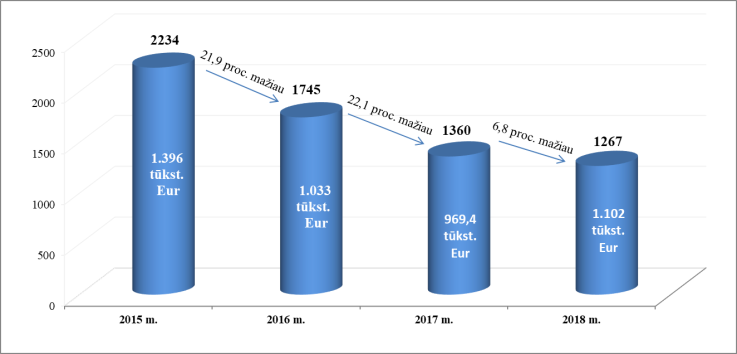 2500
2000
1500
1000
500
0
2234
21,9 proc. mažiau
1745
22,1 proc. mažiau
1360
6,8 proc. mažiau
1267
1.396
tūkst.
Eur
1.033
tūkst.
Eur
969,4
tūkst.
Eur
1.102
tūkst.
Eur
2015 m.
2016 m.
2017 m.
2018 m.